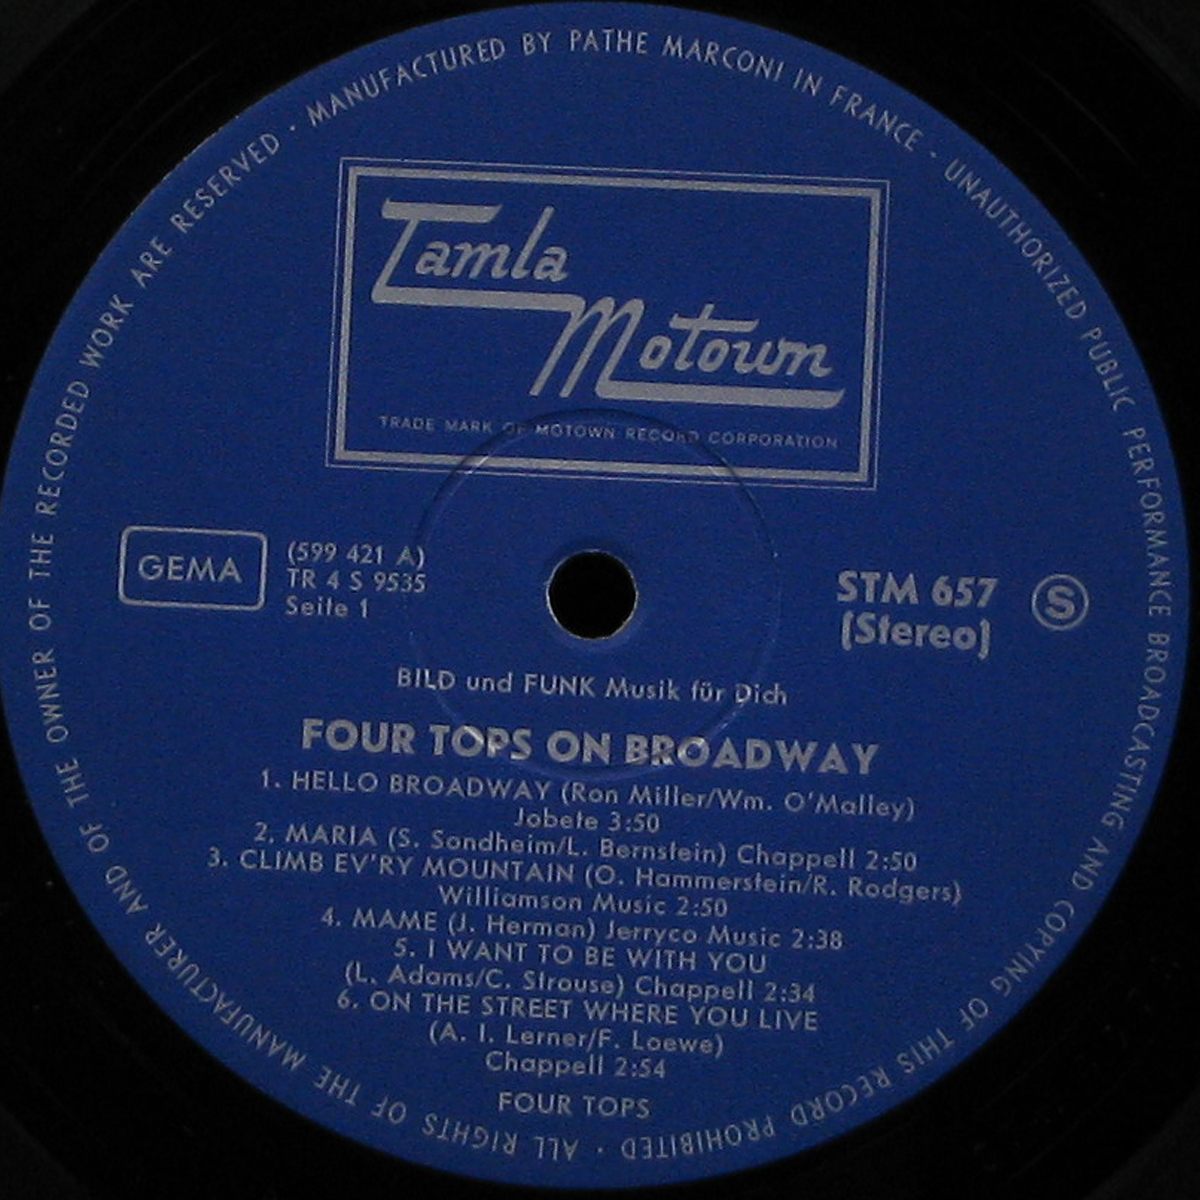 MANUFACTURED BY PATHE MARCONI IN FRANCE · UNAUTHORIZED PUBLIC PERFORMANCE BROADCASTING AND COPYING OF THIS RECORD PROHIBITED · ALL RIGHTS OF THE MANUFACTURER AND OF THE OWNER OF THE RECORDED WORK ARE RESERVED ·
Tamla
Motown
TRADE MARK OF MOTOWN RECORD CORPORATION
GEMA
(599 421 A)
TR 4 S 9535
Seite 1
STM 657
(Stereo)
S
BILD und FUNK Musik für Dich
FOUR TOPS ON BROADWAY
1. HELLO BROADWAY (Ron Miller/Wm. O'Malley)
Jobete 3:50
2. MARIA (S. Sondheim/L. Bernstein) Chappell 2:50
3. CLIMB EV'RY MOUNTAIN (O. Hammerstein/R. Rodgers)
Williamson Music 2:50
4. MAME (J. Herman) Jerryco Music 2:38
5. I WANT TO BE WITH YOU
(L. Adams/C. Strouse) Chappell 2:34
6. ON THE STREET WHERE YOU LIVE
(A. I. Lerner/F. Loewe)
Chappell 2:54
FOUR TOPS